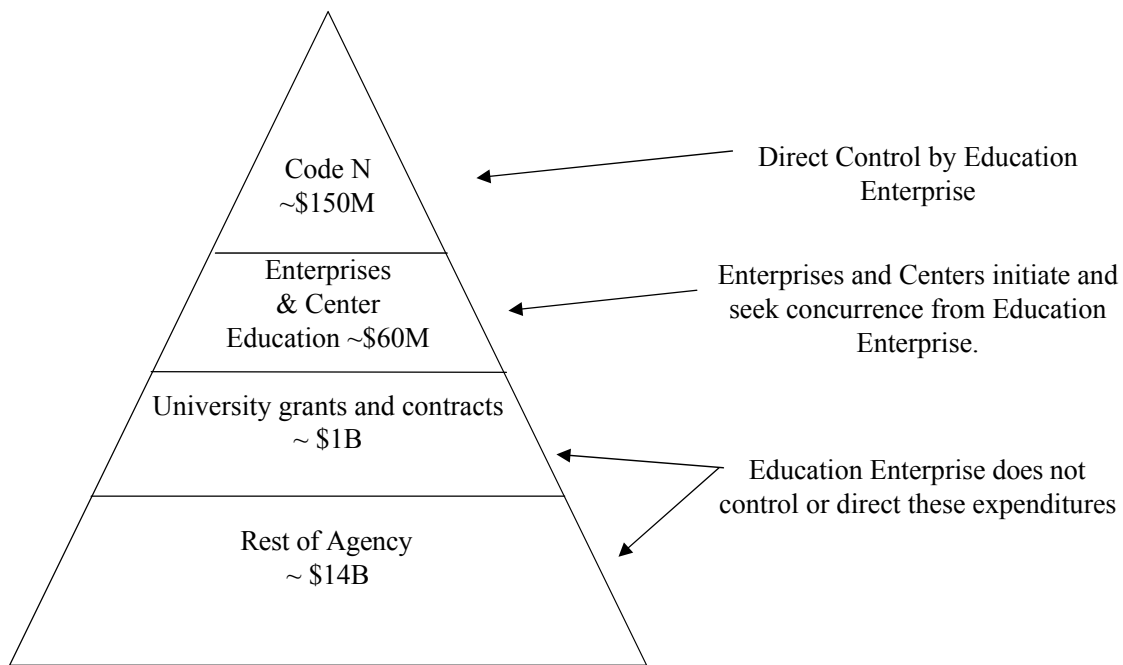 Code N
~$150M
Direct Control by Education
Enterprise
Enterprises
& Center
Education ~$60M
Enterprises and Centers initiate and
seek concurrence from Education
Enterprise.
University grants and contracts
~ $1B
Education Enterprise does not
control or direct these expenditures
Rest of Agency
~ $14B